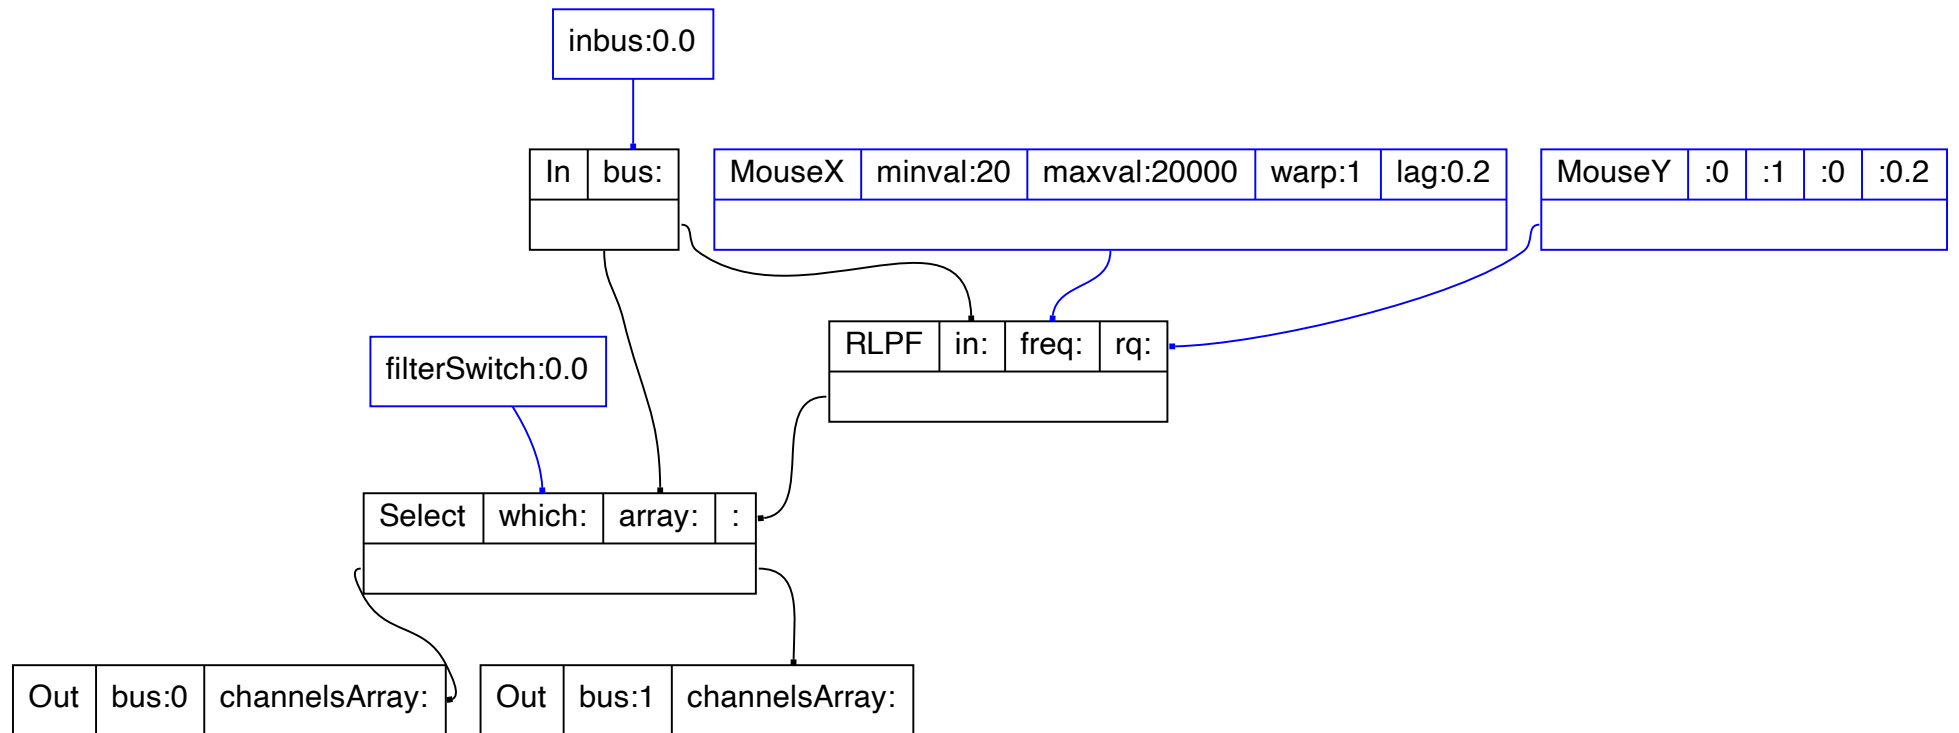 inbus:0.0
In bus:
MouseX minval:20 maxval:20000 warp:1 lag:0.2
MouseY :0 :1 :0 :0.2
RLPF in: freq: rq:
filterSwitch:0.0
Select which: array: :
Out bus:0 channelsArray:
Out bus:1 channelsArray: